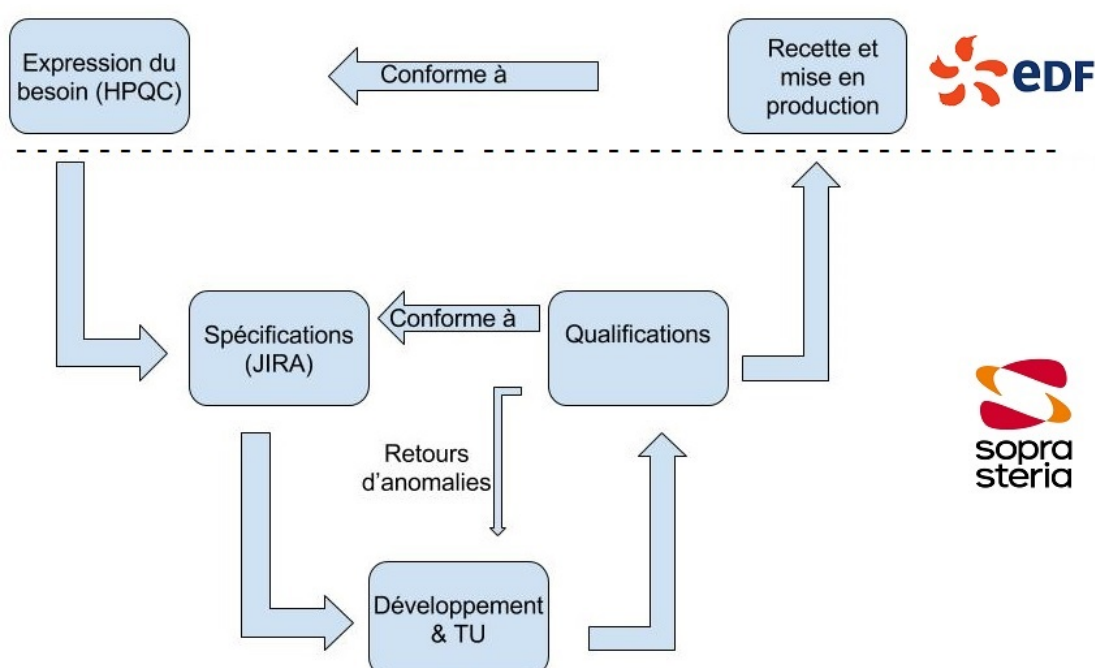 Expression du
besoin (HPQC)
Conforme à
Recette et
mise en
production
eDF
Spécifications
(JIRA)
Conforme à
Qualifications
Retours
d'anomalies
sopra
steria
Développement
& TU